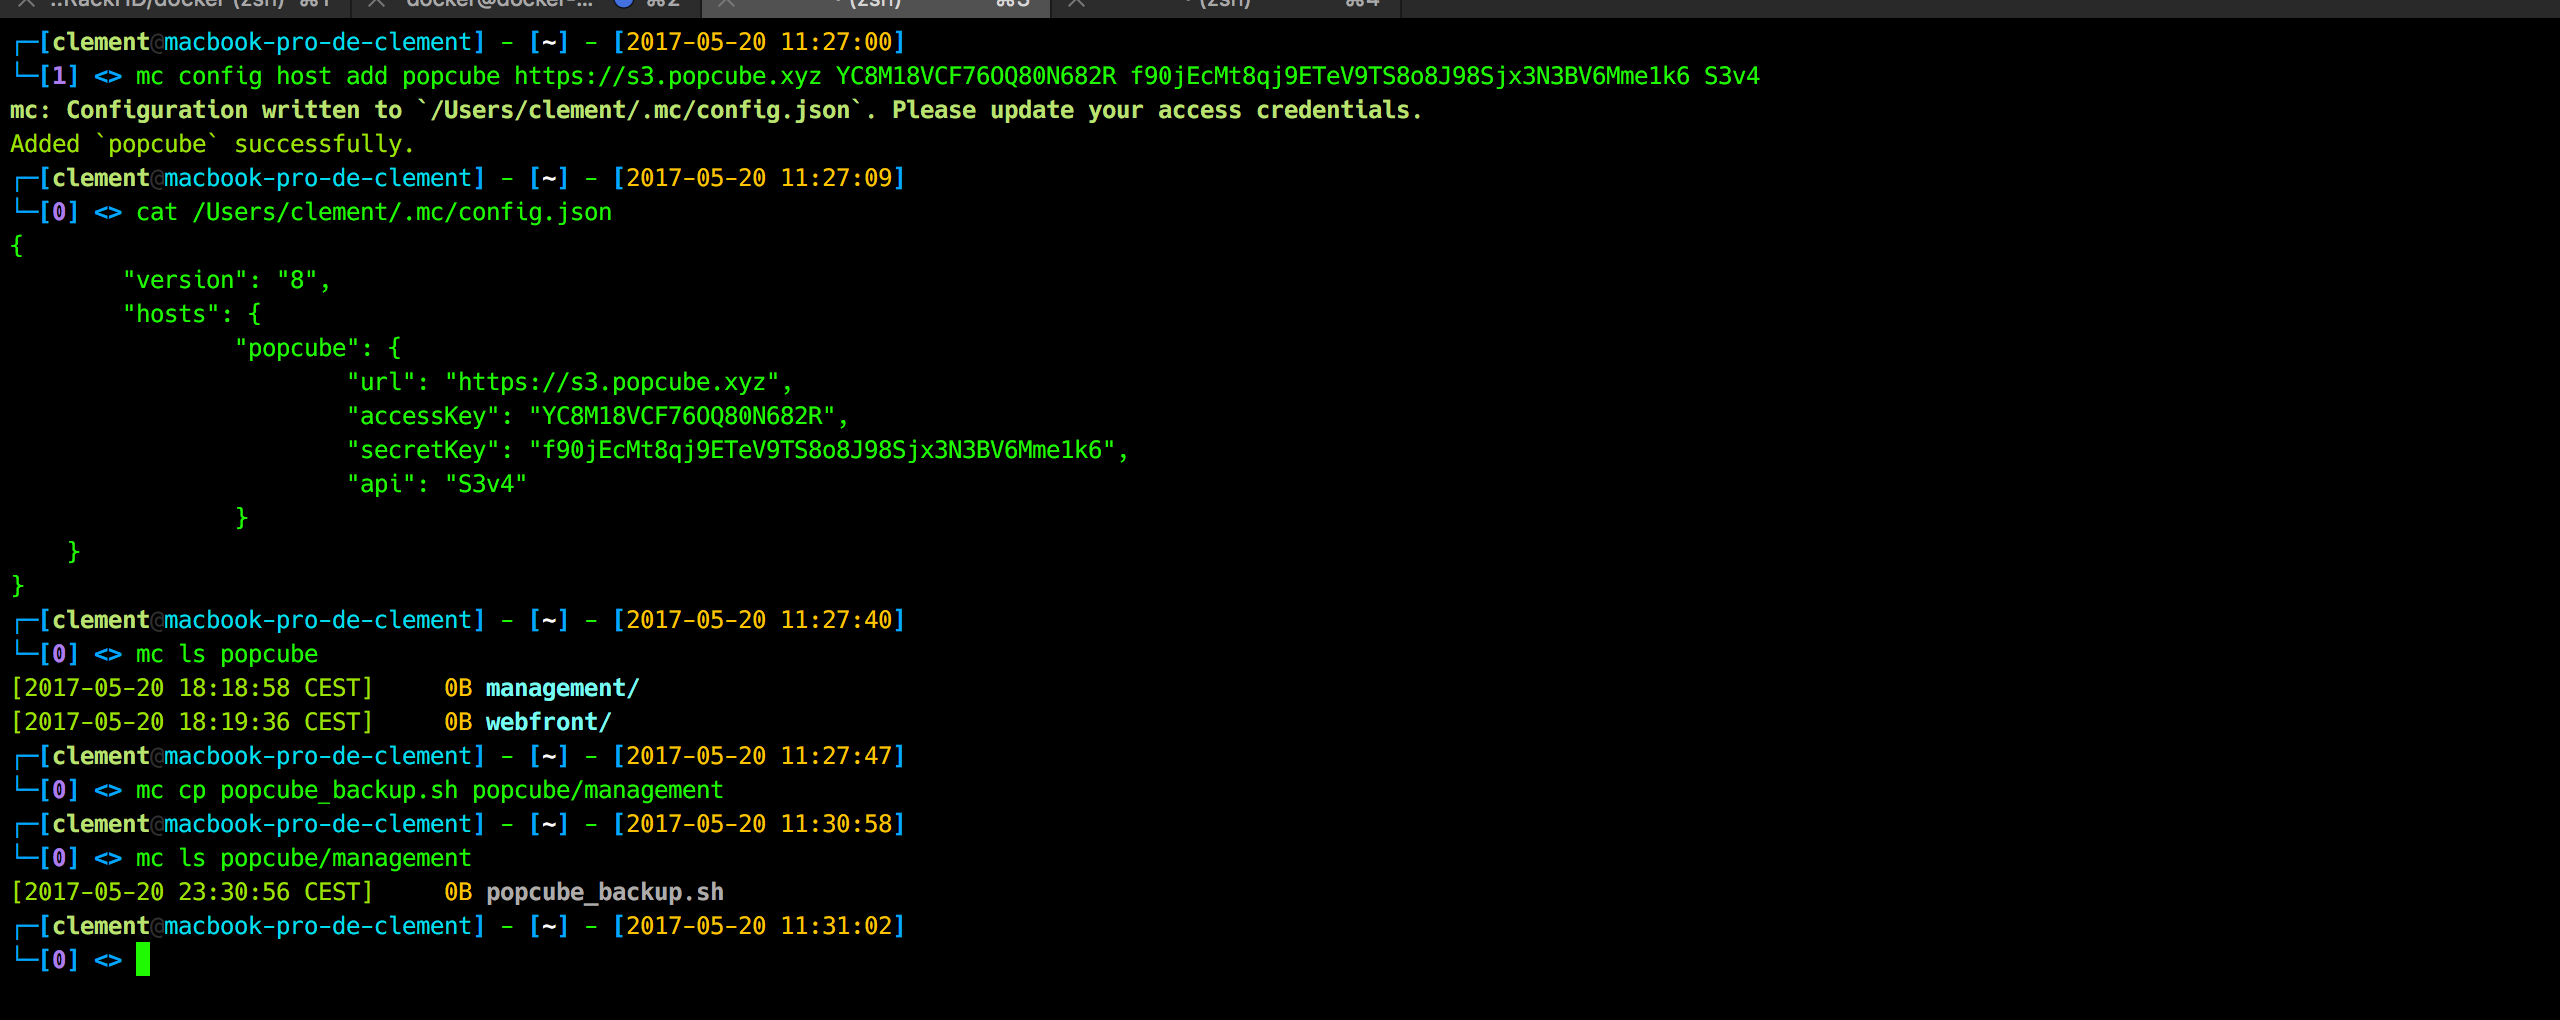 ..RackHD/docker (zsh) ⌘1 docker@docker-... ⌘2 (zsh) ⌘3 (zsh) ⌘4
┌─[clement@macbook-pro-de-clement] - [~] - [2017-05-20 11:27:00]
└─[1] <> mc config host add popcube https://s3.popcube.xyz YC8M18VCF76OQ80N682R f90jEcMt8qj9ETeV9TS8o8J98Sjx3N3BV6Mme1k6 S3v4
mc: Configuration written to `/Users/clement/.mc/config.json`. Please update your access credentials.
Added `popcube` successfully.
┌─[clement@macbook-pro-de-clement] - [~] - [2017-05-20 11:27:09]
└─[0] <> cat /Users/clement/.mc/config.json
{
"version": "8",
"hosts": {
"popcube": {
"url": "https://s3.popcube.xyz",
"accessKey": "YC8M18VCF76OQ80N682R",
"secretKey": "f90jEcMt8qj9ETeV9TS8o8J98Sjx3N3BV6Mme1k6",
"api": "S3v4"
}
}
}
┌─[clement@macbook-pro-de-clement] - [~] - [2017-05-20 11:27:40]
└─[0] <> mc ls popcube
[2017-05-20 18:18:58 CEST] 0B management/
[2017-05-20 18:19:36 CEST] 0B webfront/
┌─[clement@macbook-pro-de-clement] - [~] - [2017-05-20 11:27:47]
└─[0] <> mc cp popcube_backup.sh popcube/management
┌─[clement@macbook-pro-de-clement] - [~] - [2017-05-20 11:30:58]
└─[0] <> mc ls popcube/management
[2017-05-20 23:30:56 CEST] 0B popcube_backup.sh
┌─[clement@macbook-pro-de-clement] - [~] - [2017-05-20 11:31:02]
└─[0] <>